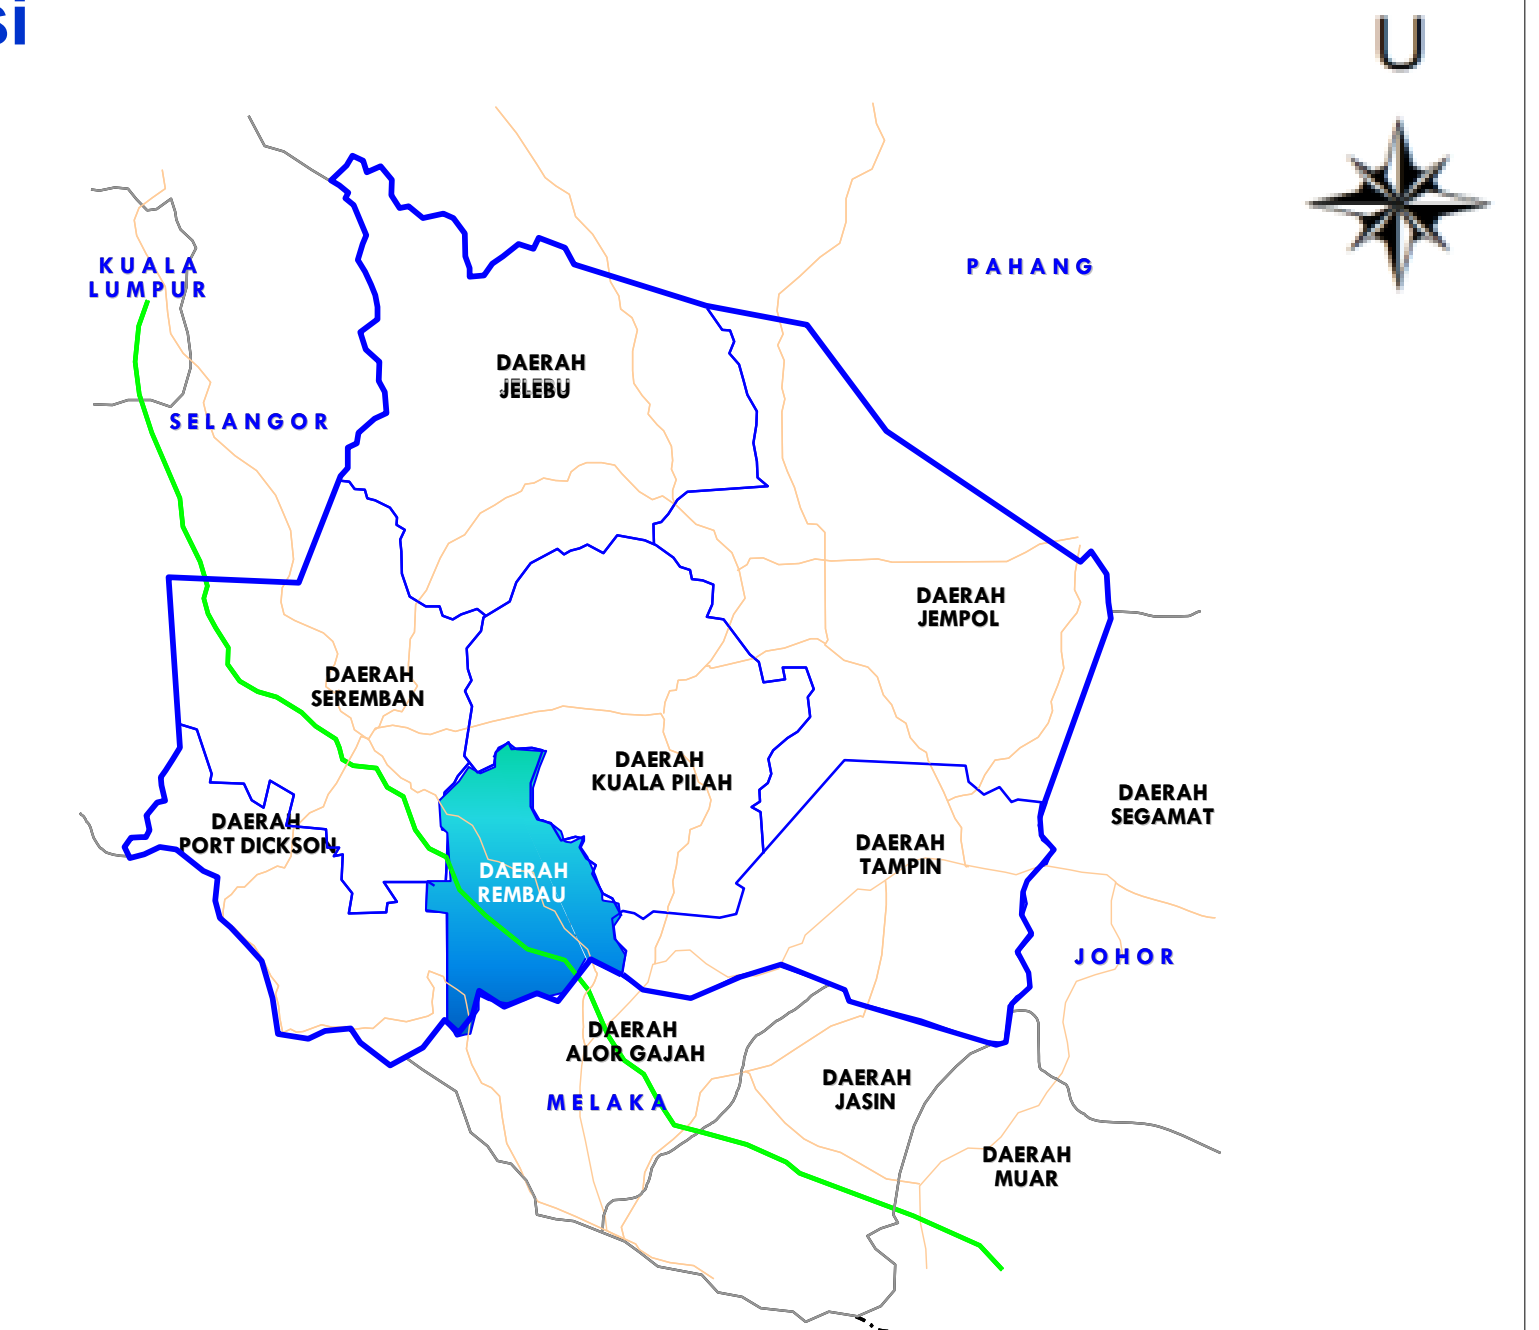 si
U
KUALA
LUMPUR
PAHANG
DAERAH
JELEBU
SELANGOR
DAERAH
JEMPOL
DAERAH
SEREMBAN
DAERAH
KUALA PILAH
DAERAH
SEGAMAT
DAERAH
PORT DICKSON
DAERAH
TAMPIN
DAERAH
REMBAU
JOHOR
DAERAH
ALOR GAJAH
DAERAH
JASIN
MELAKA
DAERAH
MUAR